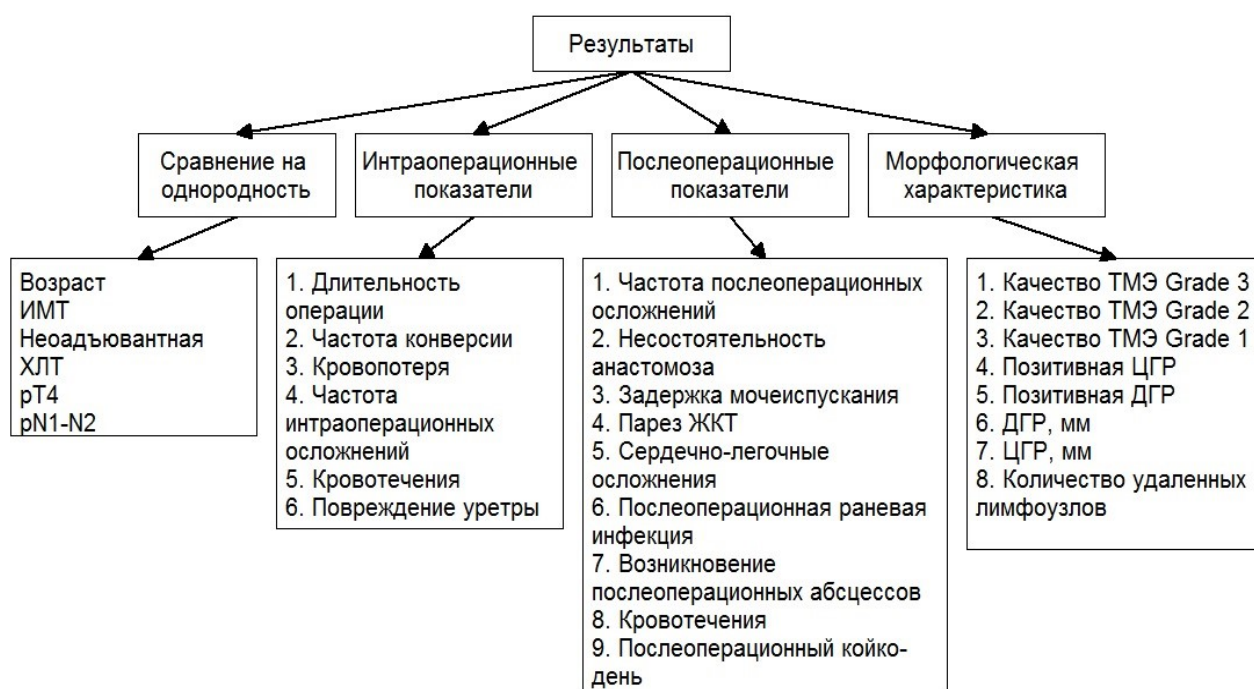 Результаты
Сравнение на
однородность
Интраоперационные
показатели
Послеоперационные
показатели
Морфологическая
характеристика
Возраст
ИМТ
Неоадъювантная
ХЛТ
pT4
pN1-N2
1. Длительность
операции
2. Частота конверсии
3. Кровопотеря
4. Частота
интраоперационных
осложнений
5. Кровотечения
6. Повреждение уретры
1. Частота послеоперационных
осложнений
2. Несостоятельность
анастомоза
3. Задержка мочеиспускания
4. Парез ЖКТ
5. Сердечно-легочные
осложнения
6. Послеоперационная раневая
инфекция
7. Возникновение
послеоперационных абсцессов
8. Кровотечения
9. Послеоперационный койко-
день
1. Качество ТМЭ Grade 3
2. Качество ТМЭ Grade 2
3. Качество ТМЭ Grade 1
4. Позитивная ЦГР
5. Позитивная ДГР
6. ДГР, мм
7. ЦГР, мм
8. Количество удаленных
лимфоузлов